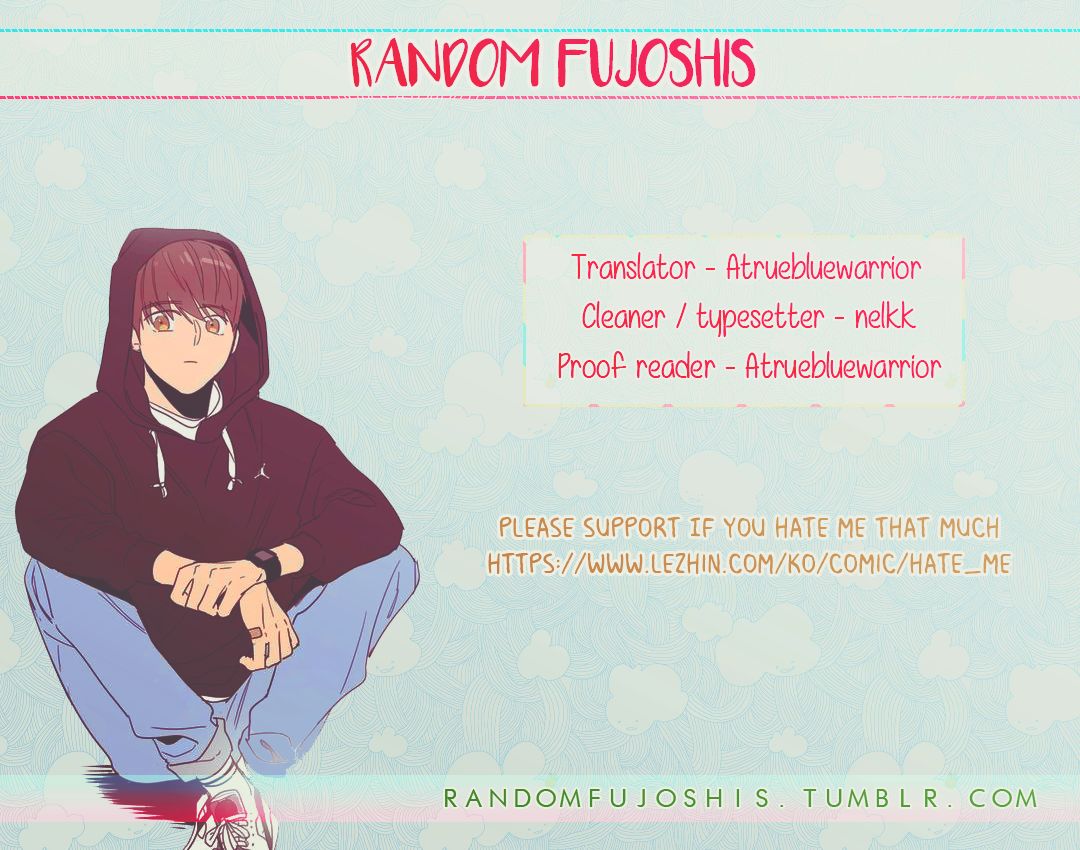 RANDOM FUJOSHIS
Translator - Atruebluewarrior
Cleaner / typesetter - nelkk
Proof reader - Atruebluewarrior
PLEASE SUPPORT IF YOU HATE ME THAT MUCH
HTTPS://WWW.LEZHIN.COM/KO/COMIC/HATE_ME
RANDOMFUJOSHIS. TUMBLR. COM